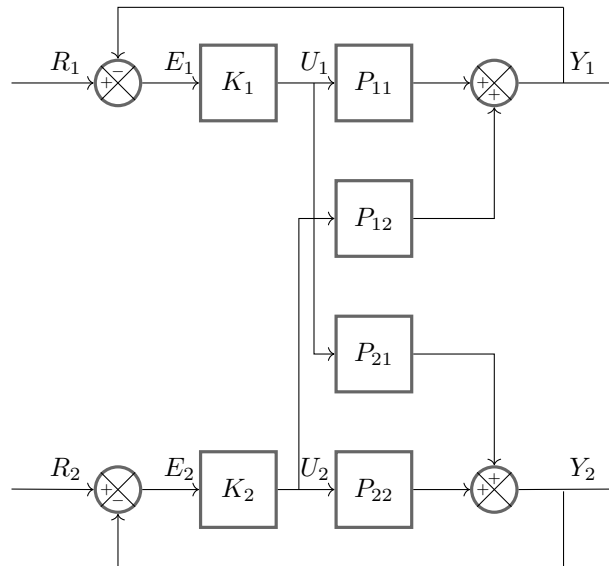 −
R₁ + E₁ K₁ U₁ P₁₁ + + Y₁
P₁₂
P₂₁
R₂ + − E₂ K₂ U₂ P₂₂ + + Y₂